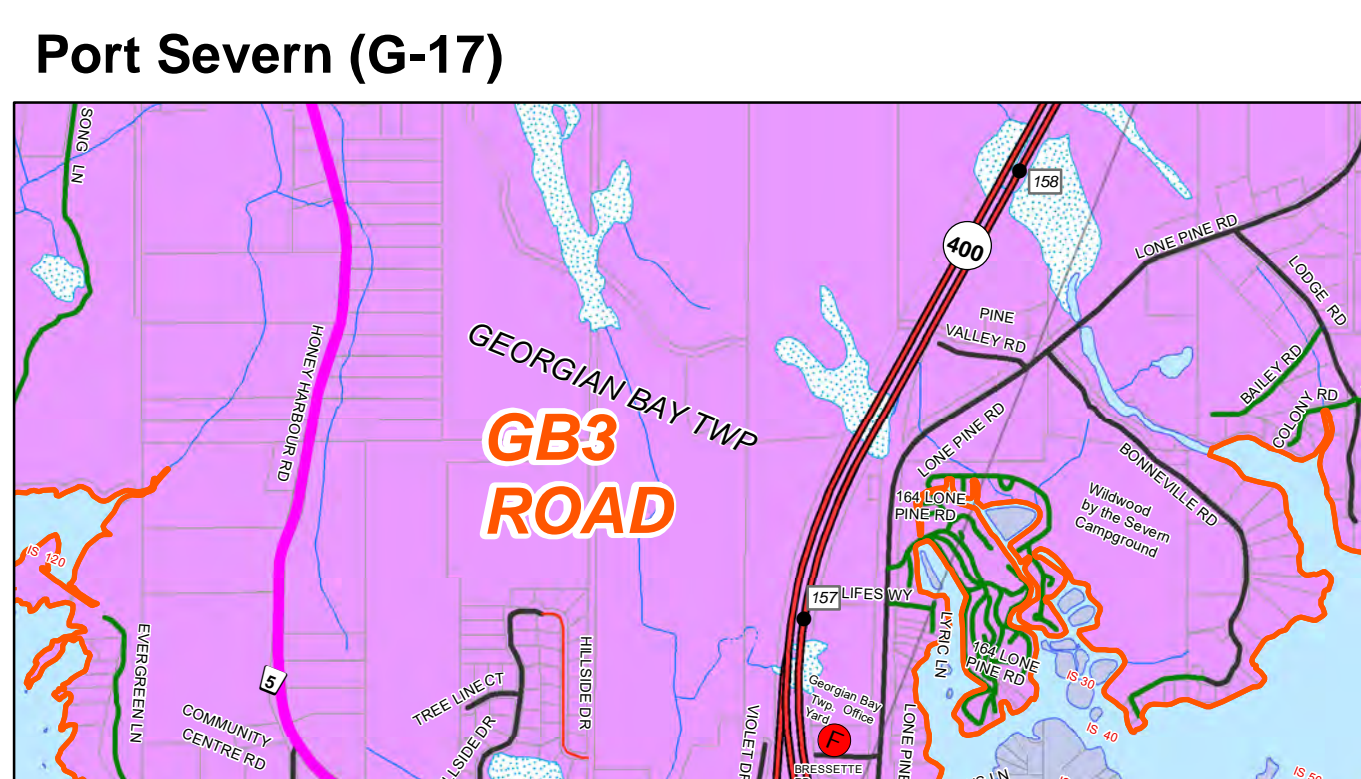 Port Severn (G-17)
SONG LN
158
400
LONE PINE RD
LODGE RD
PINE
VALLEY RD
HONEY HARBOUR RD
GEORGIAN BAY TWP
BAILEY RD
COLONY RD
GB3
ROAD
LONE PINE RD
BONNEVILLE RD
164 LONE
PINE RD
Wildwood
by the Severn
Campground
IS 120
157
LIFES WY
EVERGREEN LN
HILLSIDE DR
LYRIC LN
164 LONE
PINE RD
IS 30
5
TREE LINE CT
Georgian Bay
Twp. Office
Yard
COMMUNITY
CENTRE RD
VIOLET DR
LONE PINE
IS 40
F
BRESSETTE